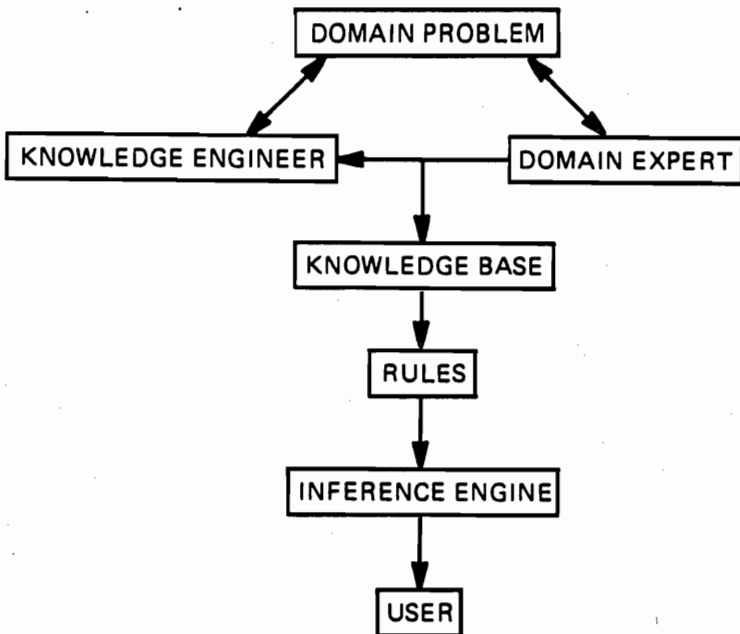 DOMAIN PROBLEM
KNOWLEDGE ENGINEER
DOMAIN EXPERT
KNOWLEDGE BASE
RULES
INFERENCE ENGINE
USER